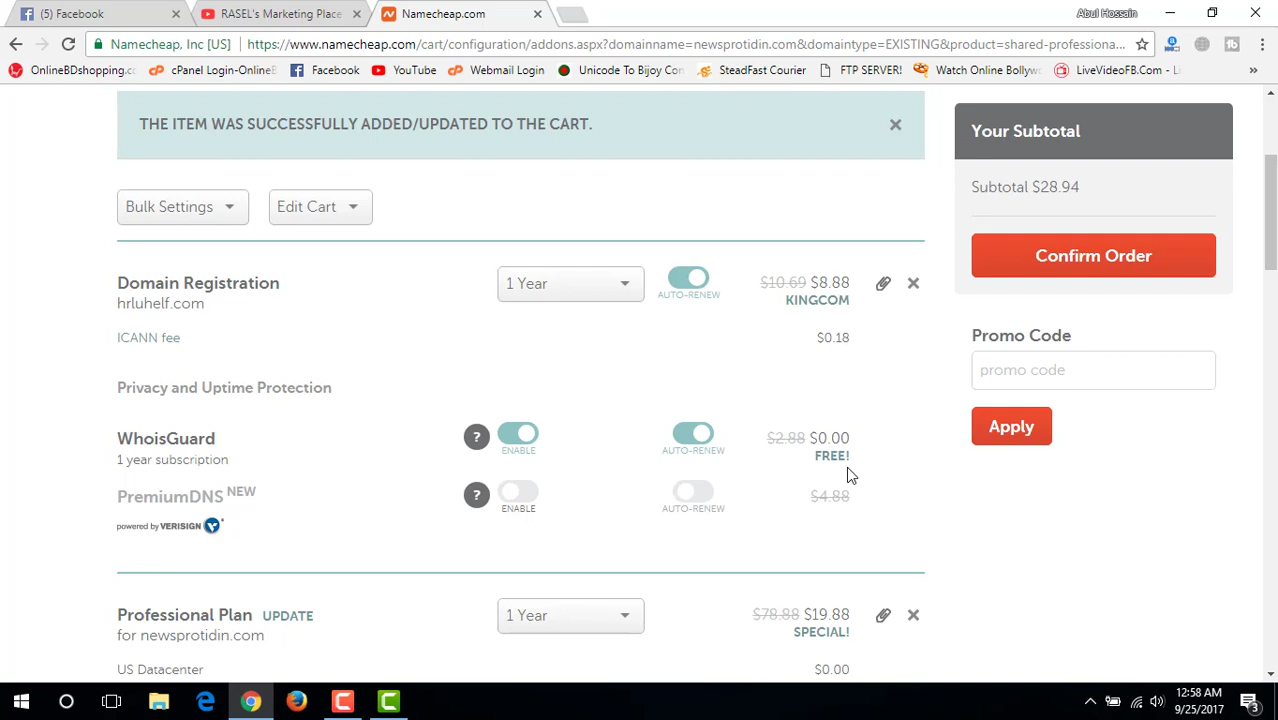 (5) Facebook
RASEL's Marketing Place
Namecheap.com
Abul Hossain
Namecheap, Inc [US]
https://www.namecheap.com/cart/configuration/addons.aspx?domainname=newsprotidin.com&domaintype=EXISTING&product=shared-professiona...
OnlineBDshopping.cc
cPanel Login-OnlineB
Facebook
YouTube
Webmail Login
Unicode To Bijoy Con
SteadFast Courier
FTP SERVER!
Watch Online Bollyw
LiveVideoFB.Com - Li
THE ITEM WAS SUCCESSFULLY ADDED/UPDATED TO THE CART.
Bulk Settings
Edit Cart
Domain Registration
hrluhelf.com
1 Year
AUTO-RENEW
$10.69 $8.88
KINGCOM
ICANN fee
$0.18
Privacy and Uptime Protection
WhoisGuard
1 year subscription
?
ENABLE
AUTO-RENEW
$2.88 $0.00
FREE!
PremiumDNS NEW
powered by VERISIGN
?
ENABLE
AUTO-RENEW
$4.88
Professional Plan UPDATE
for newsprotidin.com
1 Year
$78.88 $19.88
SPECIAL!
US Datacenter
$0.00
Your Subtotal
Subtotal $28.94
Confirm Order
Promo Code
promo code
Apply
12:58 AM
9/25/2017
3